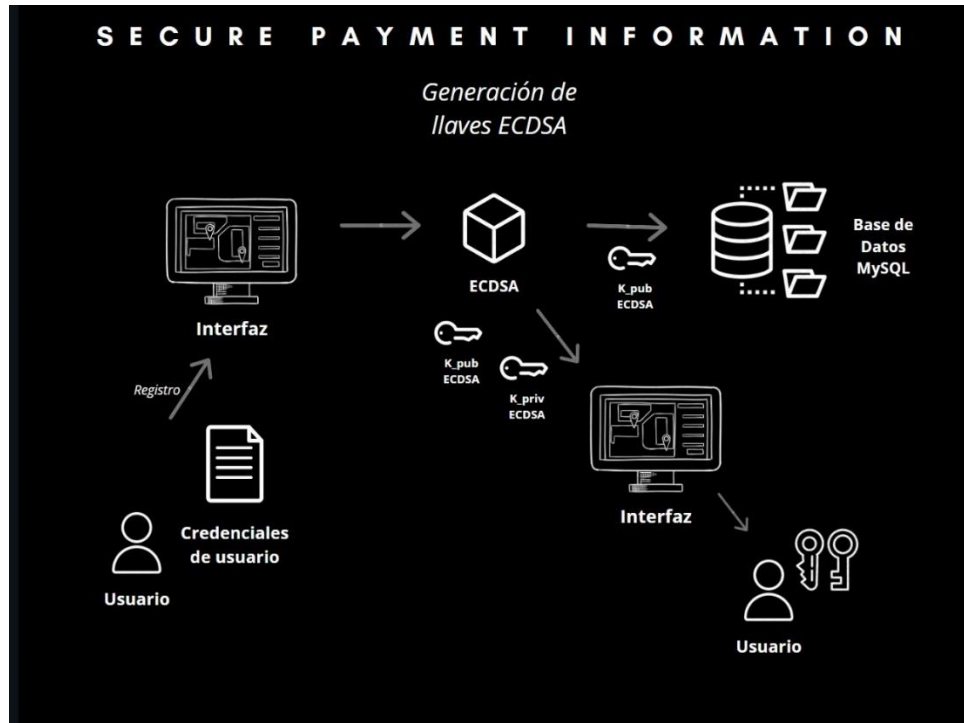 SECURE PAYMENT INFORMATION
Generación de
llaves ECDSA
Interfaz
ECDSA
K_pub
ECDSA
Base de
Datos
MySQL
Registro
K_pub
ECDSA
K_priv
ECDSA
Credenciales
de usuario
Usuario
Interfaz
Usuario